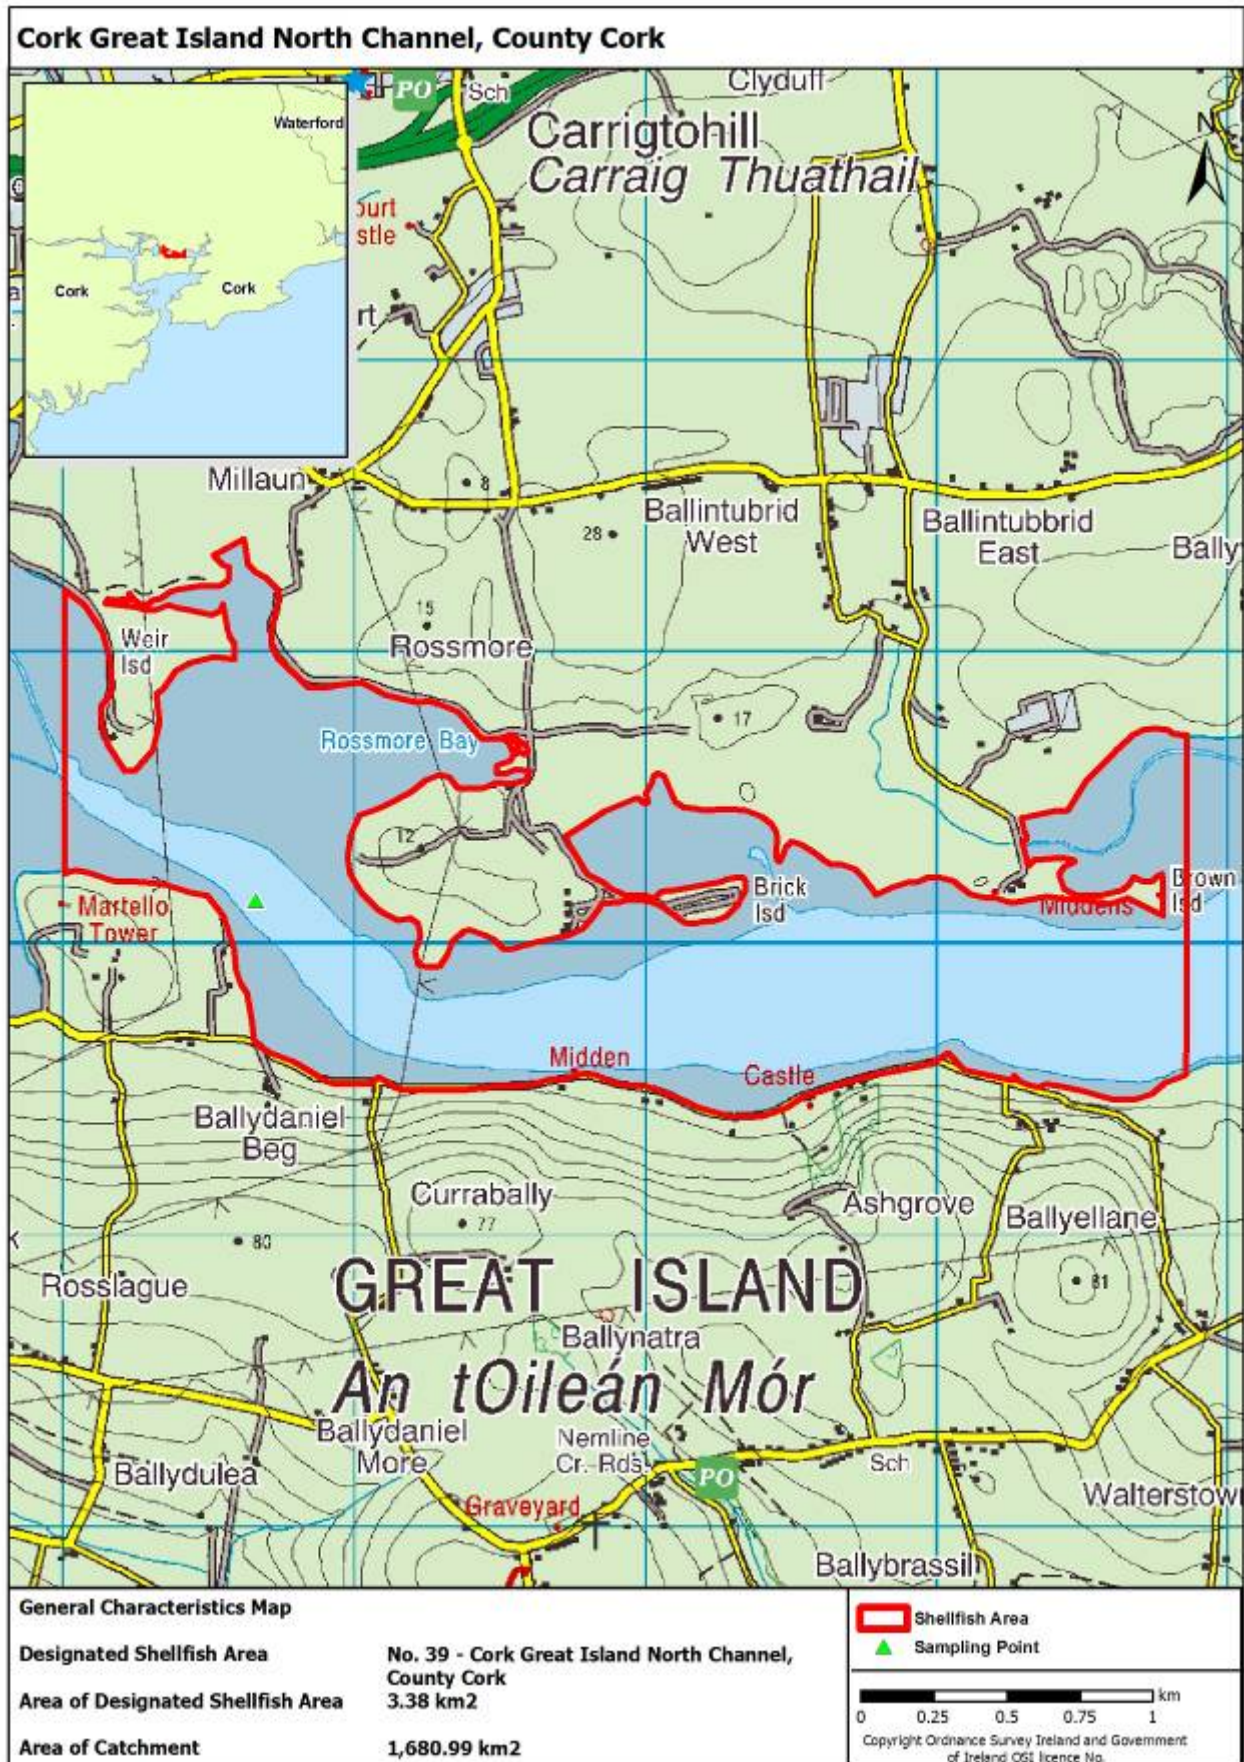 Cork Great Island North Channel, County Cork
PO
Sch
Clyduff
Waterford
Carrigtohill
Carraig Thuathail
N
Cork
Cork
Millaun
8
28
Ballintubrid
West
Ballintubbrid
East
Bally
15
Weir
Isd
Rossmore
17
Rossmore Bay
12
Brick
Isd
Brown
Isd
Middens
Martello
Tower
Midden
Castle
Ballydaniel
Beg
Currabally
77
80
Ashgrove
Ballyellane
81
Rosslague
GREAT ISLAND
Ballynatra
An tOileán Mór
Ballydaniel
More
Nemline
Cr. Rds
PO
Sch
Ballydulea
Graveyard
Walterstown
Ballybrassil
General Characteristics Map
Designated Shellfish Area No. 39 - Cork Great Island North Channel,
County Cork
Area of Designated Shellfish Area 3.38 km2
Area of Catchment 1,680.99 km2
Shellfish Area
Sampling Point
km
0 0.25 0.5 0.75 1
Copyright Ordnance Survey Ireland and Government
of Ireland OSI licence No.